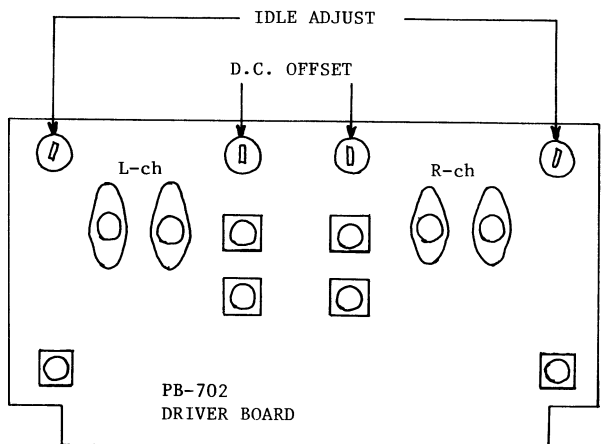 IDLE ADJUST
D.C. OFFSET
L-ch
R-ch
PB-702
DRIVER BOARD